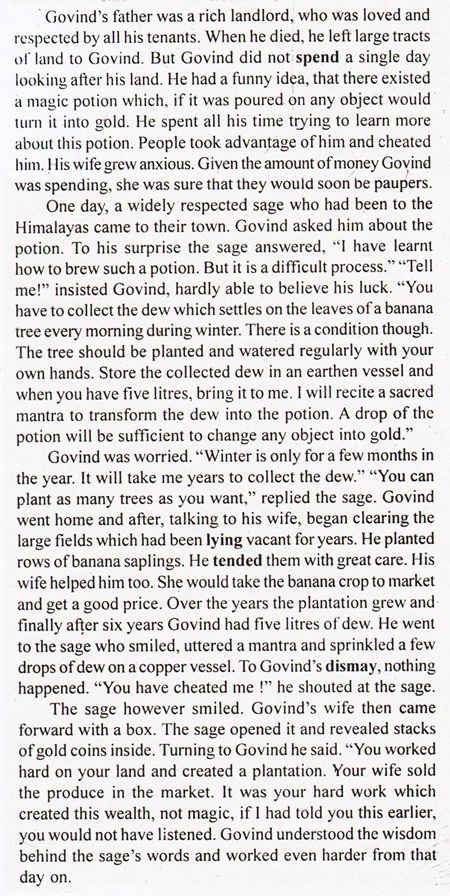 Govind's father was a rich landlord, who was loved and
respected by all his tenants. When he died, he left large tracts
of land to Govind. But Govind did not spend a single day
looking after his land. He had a funny idea, that there existed
a magic potion which, if it was poured on any object would
turn it into gold. He spent all his time trying to learn more
about this potion. People took advantage of him and cheated
him. His wife grew anxious. Given the amount of money Govind
was spending, she was sure that they would soon be paupers.
One day, a widely respected sage who had been to the
Himalayas came to their town. Govind asked him about the
potion. To his surprise the sage answered, “I have learnt
how to brew such a potion. But it is a difficult process.” “Tell
me!” insisted Govind, hardly able to believe his luck. “You
have to collect the dew which settles on the leaves of a banana
tree every morning during winter. There is a condition though.
The tree should be planted and watered regularly with your
own hands. Store the collected dew in an earthen vessel and
when you have five litres, bring it to me. I will recite a sacred
mantra to transform the dew into the potion. A drop of the
potion will be sufficient to change any object into gold.”
Govind was worried. “Winter is only for a few months in
the year. It will take me years to collect the dew.” “You can
plant as many trees as you want,” replied the sage. Govind
went home and after, talking to his wife, began clearing the
large fields which had been lying vacant for years. He planted
rows of banana saplings. He tended them with great care. His
wife helped him too. She would take the banana crop to market
and get a good price. Over the years the plantation grew and
finally after six years Govind had five litres of dew. He went
to the sage who smiled, uttered a mantra and sprinkled a few
drops of dew on a copper vessel. To Govind's dismay, nothing
happened. “You have cheated me !” he shouted at the sage.
The sage however smiled. Govind's wife then came
forward with a box. The sage opened it and revealed stacks
of gold coins inside. Turning to Govind he said. “You worked
hard on your land and created a plantation. Your wife sold
the produce in the market. It was your hard work which
created this wealth, not magic, if I had told you this earlier,
you would not have listened. Govind understood the wisdom
behind the sage's words and worked even harder from that
day on.